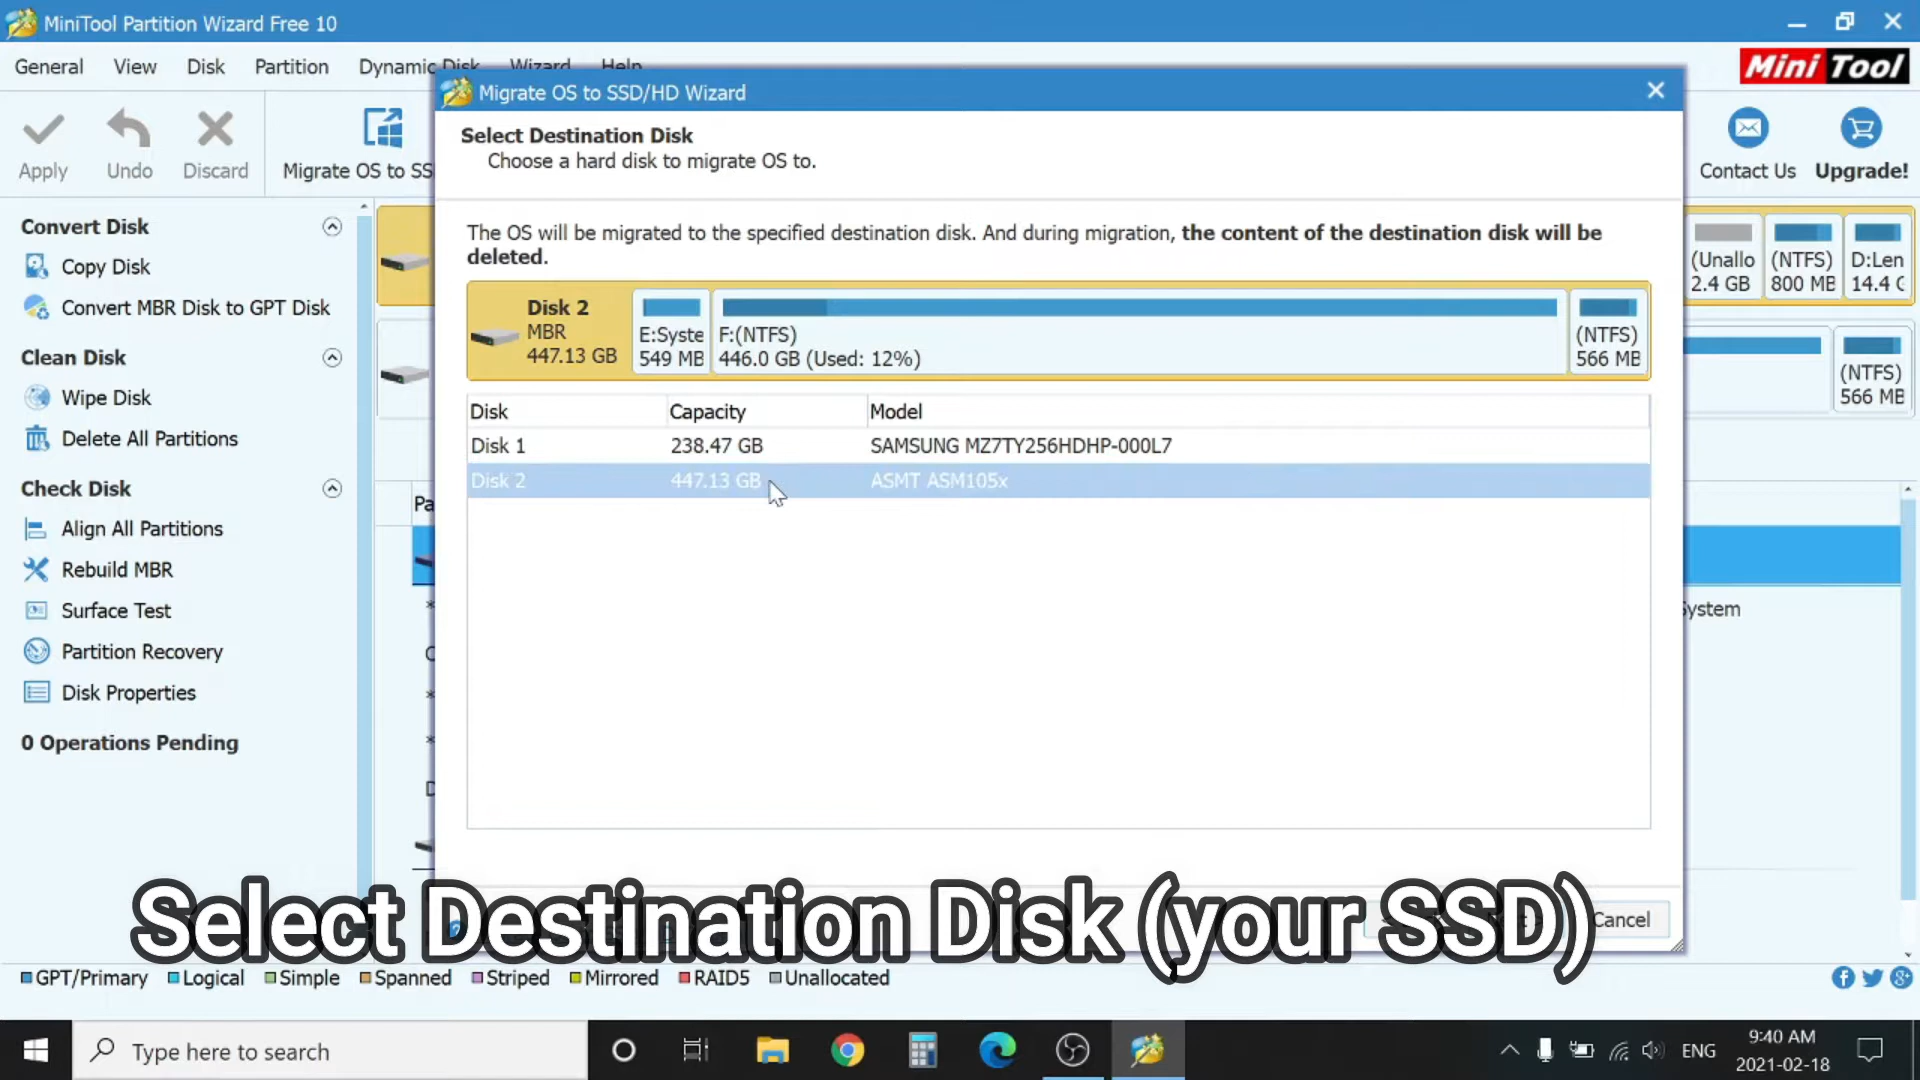 MiniTool Partition Wizard Free 10
General View Disk Partition Dynamic Disk Wizard Help
Mini Tool
Apply Undo Discard Migrate OS to SS
Contact Us Upgrade!
Migrate OS to SSD/HD Wizard
Select Destination Disk
Choose a hard disk to migrate OS to.
The OS will be migrated to the specified destination disk. And during migration, the content of the destination disk will be
deleted.
Disk 2
MBR
447.13 GB
E:Syste
549 MB
F:(NTFS)
446.0 GB (Used: 12%)
(NTFS)
566 MB
Disk Capacity Model
Disk 1 238.47 GB SAMSUNG MZ7TY256HDHP-000L7
Disk 2 447.13 GB ASMT ASM105x
Cancel
Convert Disk
Copy Disk
Convert MBR Disk to GPT Disk
Clean Disk
Wipe Disk
Delete All Partitions
Check Disk
Align All Partitions
Rebuild MBR
Surface Test
Partition Recovery
Disk Properties
0 Operations Pending
Pa
(Unallo
2.4 GB
(NTFS)
800 MB
D:Len
14.4 G
(NTFS)
566 MB
System
Select Destination Disk (your SSD)
GPT/Primary Logical Simple Spanned Striped Mirrored RAID5 Unallocated
Type here to search
ENG
9:40 AM
2021-02-18